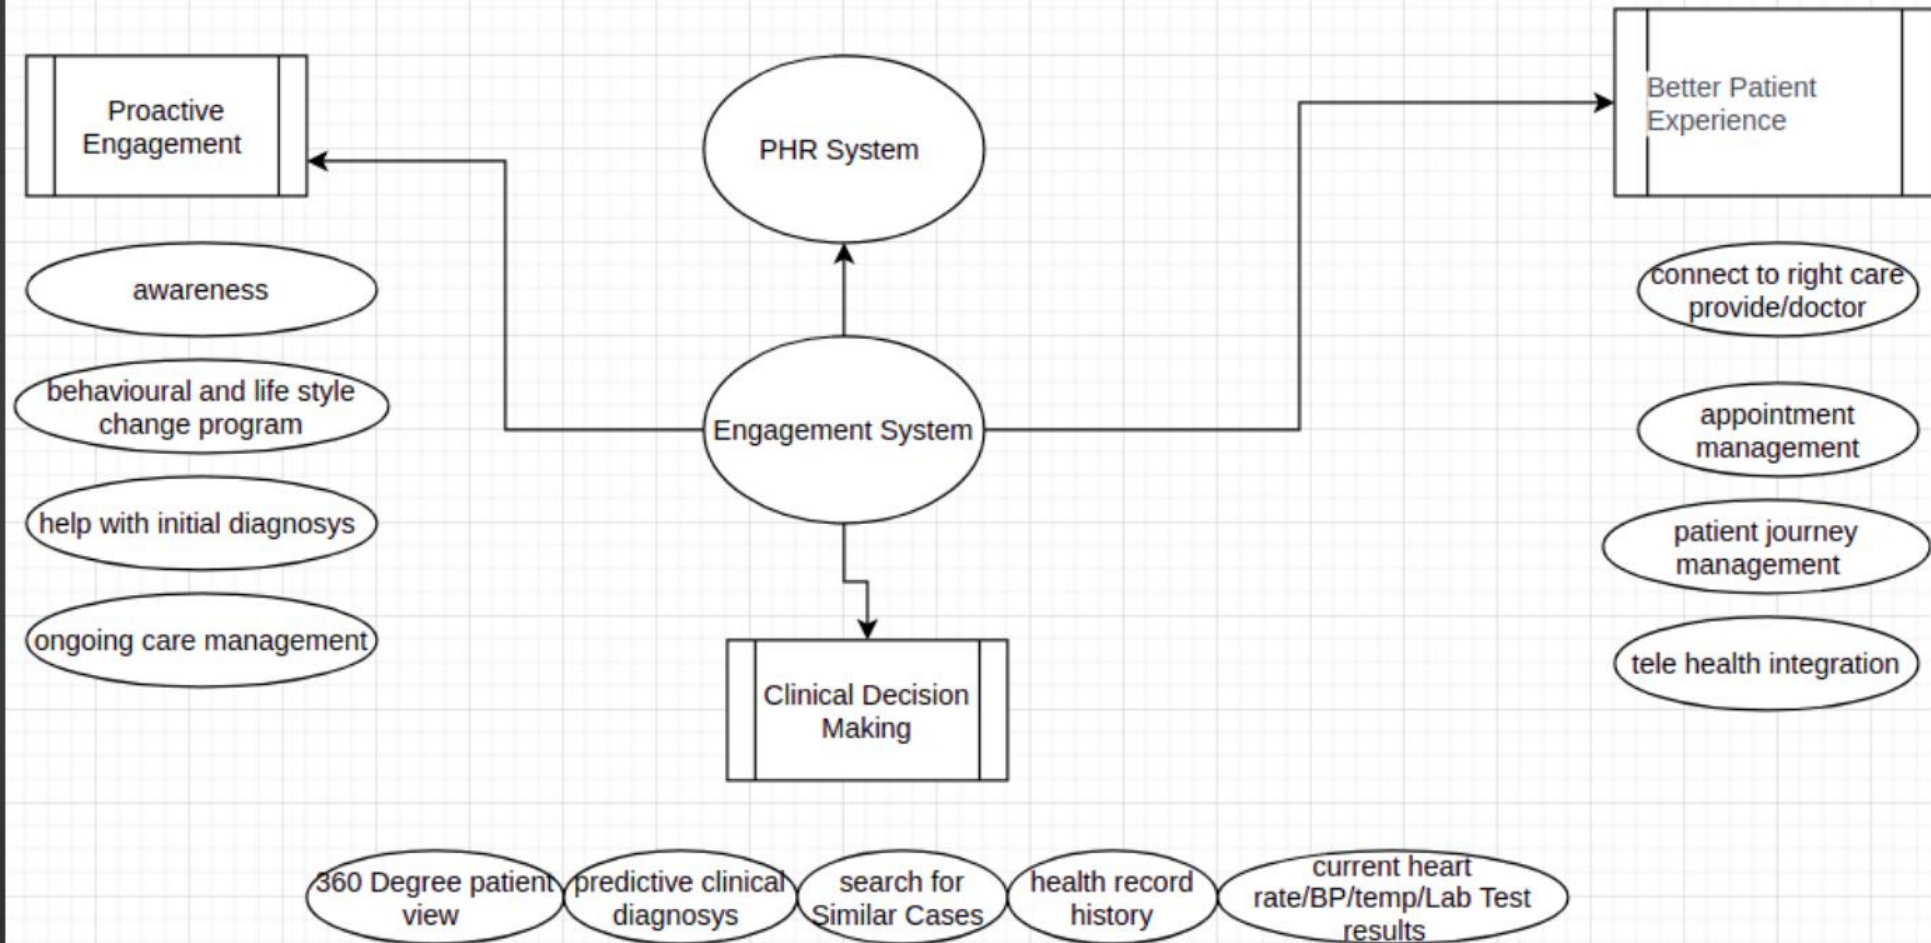 Proactive
Engagement
PHR System
Better Patient
Experience
awareness
behavioural and life style
change program
help with initial diagnosys
ongoing care management
Engagement System
connect to right care
provide/doctor
appointment
management
patient journey
management
tele health integration
Clinical Decision
Making
360 Degree patient
view
predictive clinical
diagnosys
search for
Similar Cases
health record
history
current heart
rate/BP/temp/Lab Test
results